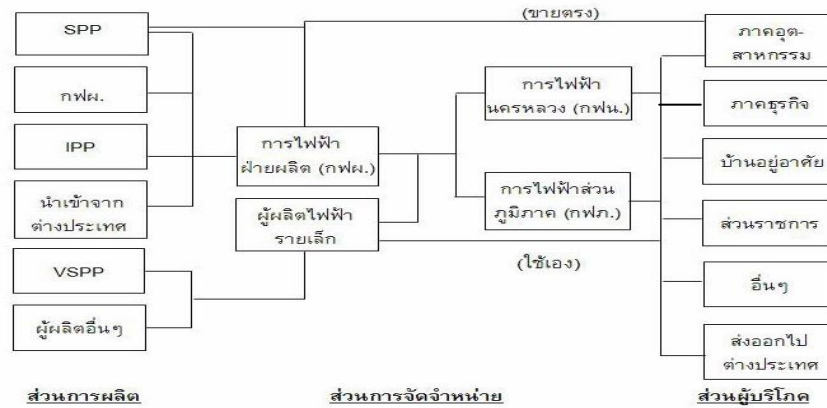 (ขายตรง)
SPP
กฟผ.
IPP
นำเข้าจาก
ต่างประเทศ
VSPP
ผู้ผลิตอื่นๆ
การไฟฟ้า
ฝ่ายผลิต (กฟผ.)
ผู้ผลิตไฟฟ้า
รายเล็ก
การไฟฟ้า
นครหลวง (กฟน.)
การไฟฟ้าส่วน
ภูมิภาค (กฟภ.)
(ใช้เอง)
ภาคอุต-
สาหกรรม
ภาคธุรกิจ
บ้านอยู่อาศัย
ส่วนราชการ
อื่นๆ
ส่งออกไป
ต่างประเทศ
ส่วนการผลิต
ส่วนการจัดจำหน่าย
ส่วนผู้บริโภค